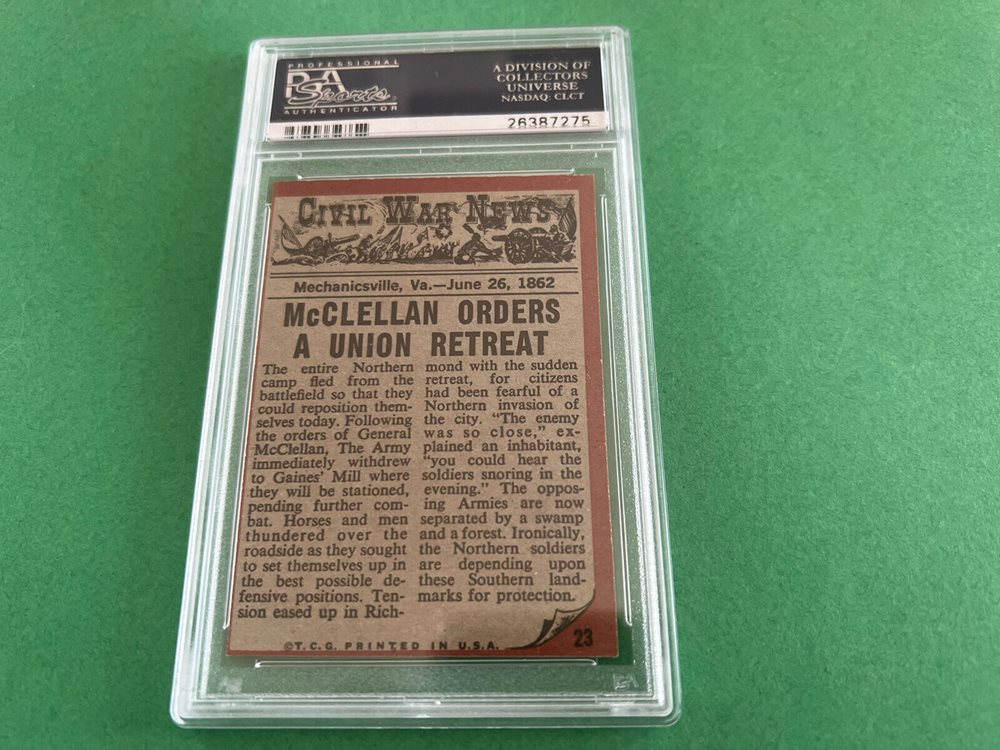 PROFESSIONAL
PSA
Sports
AUTHENTICATOR
A DIVISION OF
COLLECTORS
UNIVERSE
NASDAQ: CLCT
26387275
CIVIL WAR NEWS
Mechanicsville, Va.—June 26, 1862
McCLELLAN ORDERS
A UNION RETREAT
The entire Northern
camp fled from the
battlefield so that they
could reposition them-
selves today. Following
the orders of General
McClellan, The Army
immediately withdrew
to Gaines' Mill where
they will be stationed,
pending further com-
bat. Horses and men
thundered over the
roadside as they sought
to set themselves up in
the best possible de-
fensive positions. Ten-
sion eased up in Rich-
mond with the sudden
retreat, for citizens
had been fearful of a
Northern invasion of
the city. "The enemy
was so close," ex-
plained an inhabitant,
"you could hear the
soldiers snoring in the
evening." The oppos-
ing Armies are now
separated by a swamp
and a forest. Ironically,
the Northern soldiers
are depending upon
these Southern land-
marks for protection.
©T.C.G. PRINTED IN U.S.A.
23